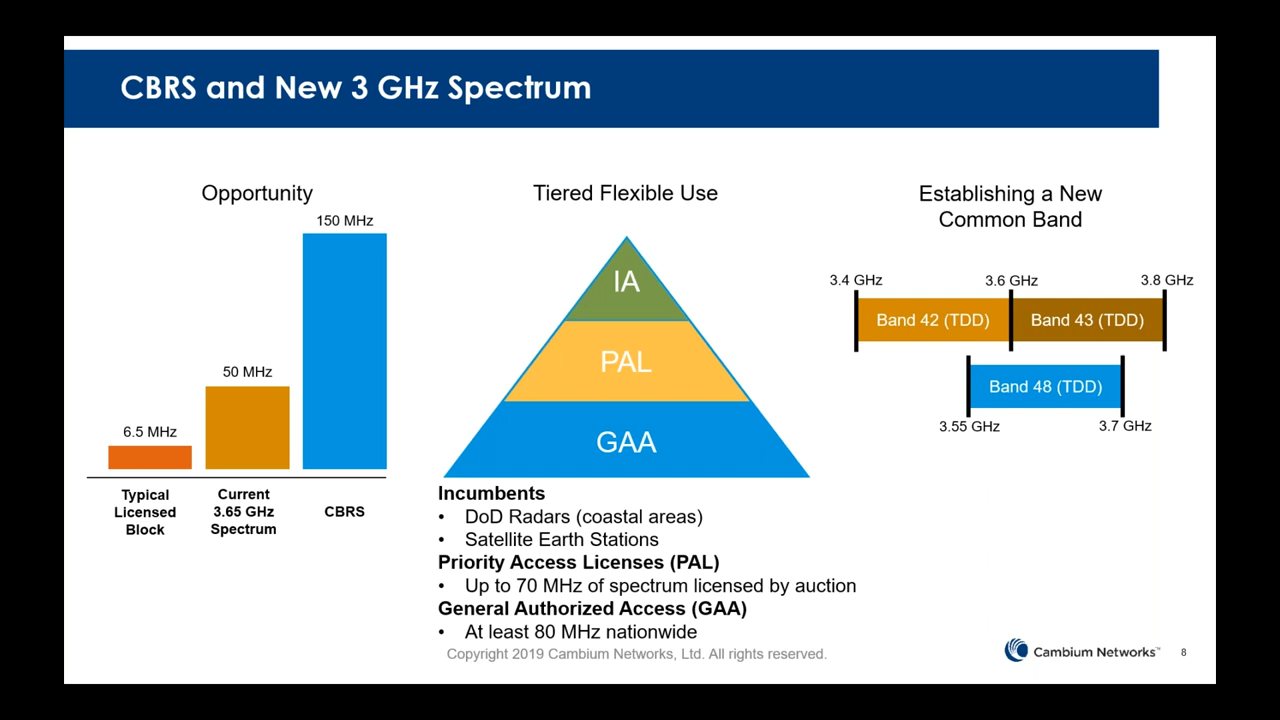 CBRS and New 3 GHz Spectrum
Opportunity
150 MHz
50 MHz
6.5 MHz
Typical
Licensed
Block
Current
3.65 GHz
Spectrum
CBRS
Tiered Flexible Use
IA
PAL
GAA
Incumbents
• DoD Radars (coastal areas)
• Satellite Earth Stations
Priority Access Licenses (PAL)
• Up to 70 MHz of spectrum licensed by auction
General Authorized Access (GAA)
• At least 80 MHz nationwide
Establishing a New
Common Band
3.4 GHz
3.6 GHz
3.8 GHz
Band 42 (TDD)
Band 43 (TDD)
Band 48 (TDD)
3.55 GHz
3.7 GHz
Copyright 2019 Cambium Networks, Ltd. All rights reserved.
Cambium Networks™
8